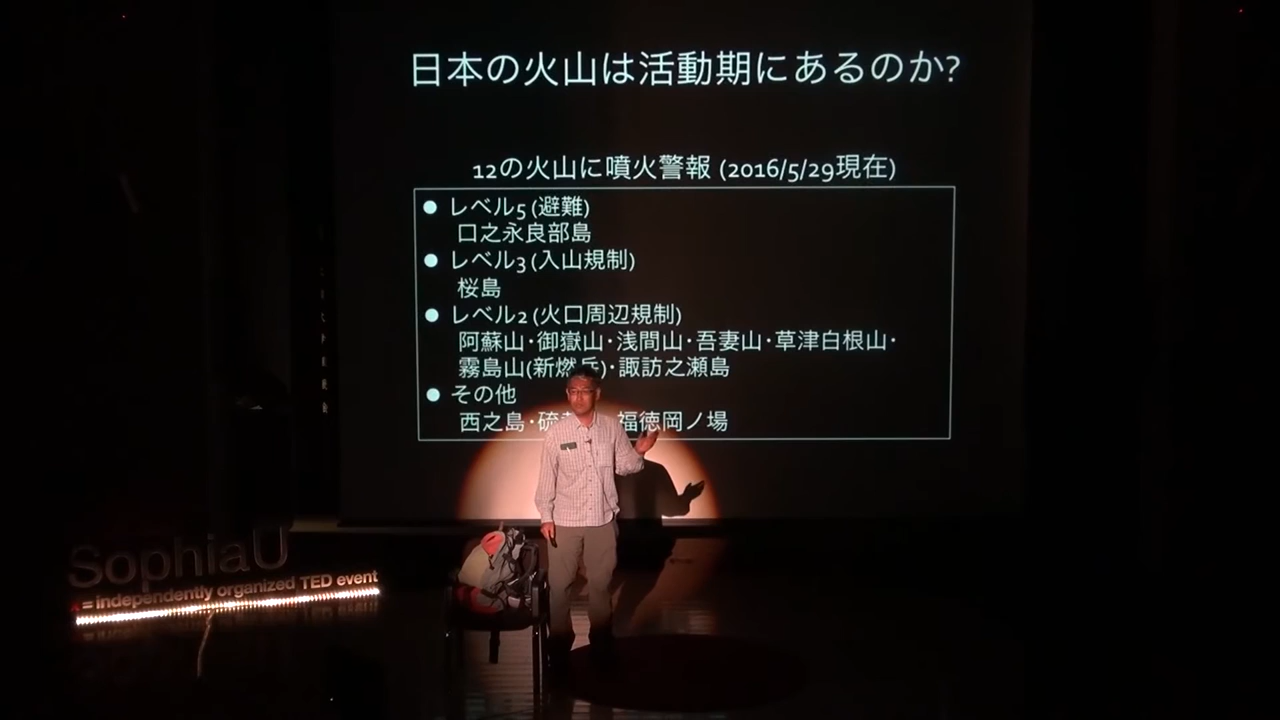 日本の火山は活動期にあるのか?
12の火山に噴火警報 (2016/5/29現在)
● レベル5 (避難)
口之永良部島
● レベル3 (入山規制)
桜島
● レベル2 (火口周辺規制)
阿蘇山・御嶽山・浅間山・吾妻山・草津白根山・
霧島山(新燃岳)・諏訪之瀬島
● その他
西之島・硫 福徳岡ノ場
SophiaU
x = independently organized TED event